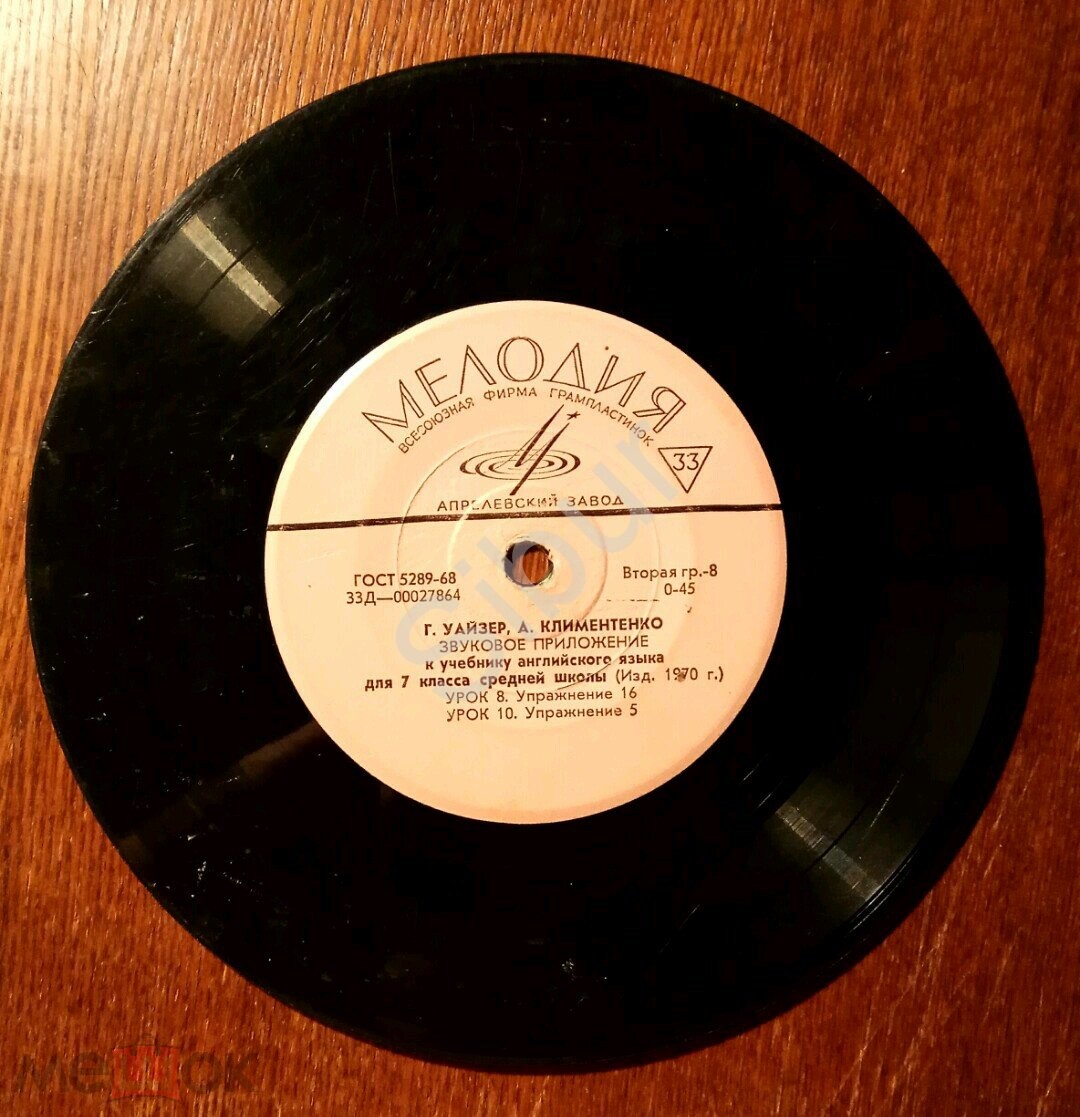 МЕЛОДИЯ
ВСЕСОЮЗНАЯ ФИРМА ГРАМПЛАСТИНОК
33
АПРЕЛЕВСКИЙ ЗАВОД
ГОСТ 5289-68
Вторая гр.-8
33Д—00027864
0-45
Г. УАЙЗЕР, А. КЛИМЕНТЕНКО
ЗВУКОВОЕ ПРИЛОЖЕНИЕ
к учебнику английского языка
для 7 класса средней школы (Изд. 1970 г.)
УРОК 8. Упражнение 16
УРОК 10. Упражнение 5
Sibur
мешок